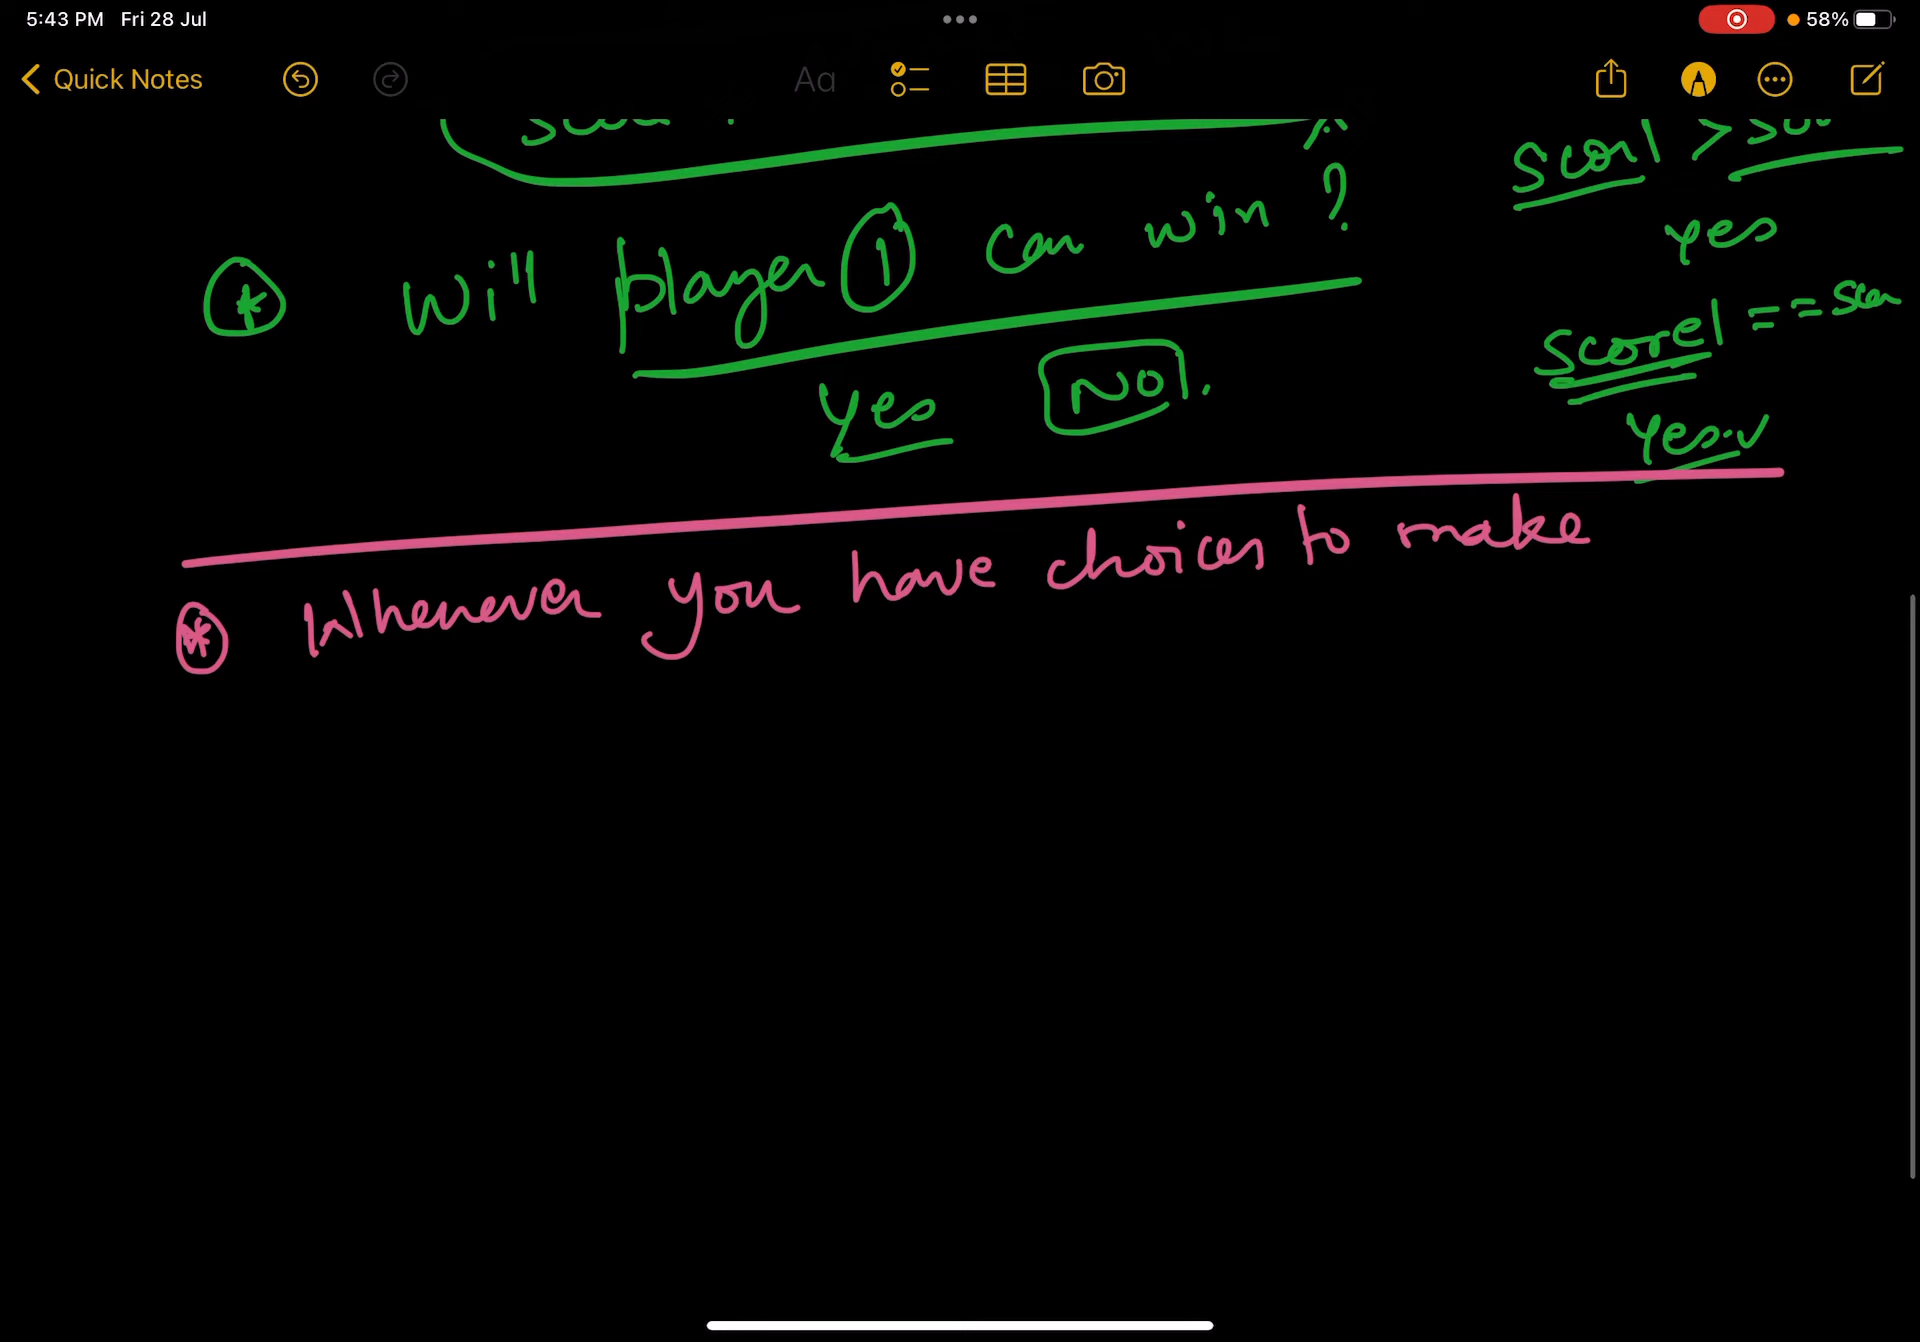 5:43 PM Fri 28 Jul
58%
Quick Notes
Aa
score1 >
yes
* Will player 1 can win ?
score1 ==
yes No.
yes
* Whenever you have choices to make